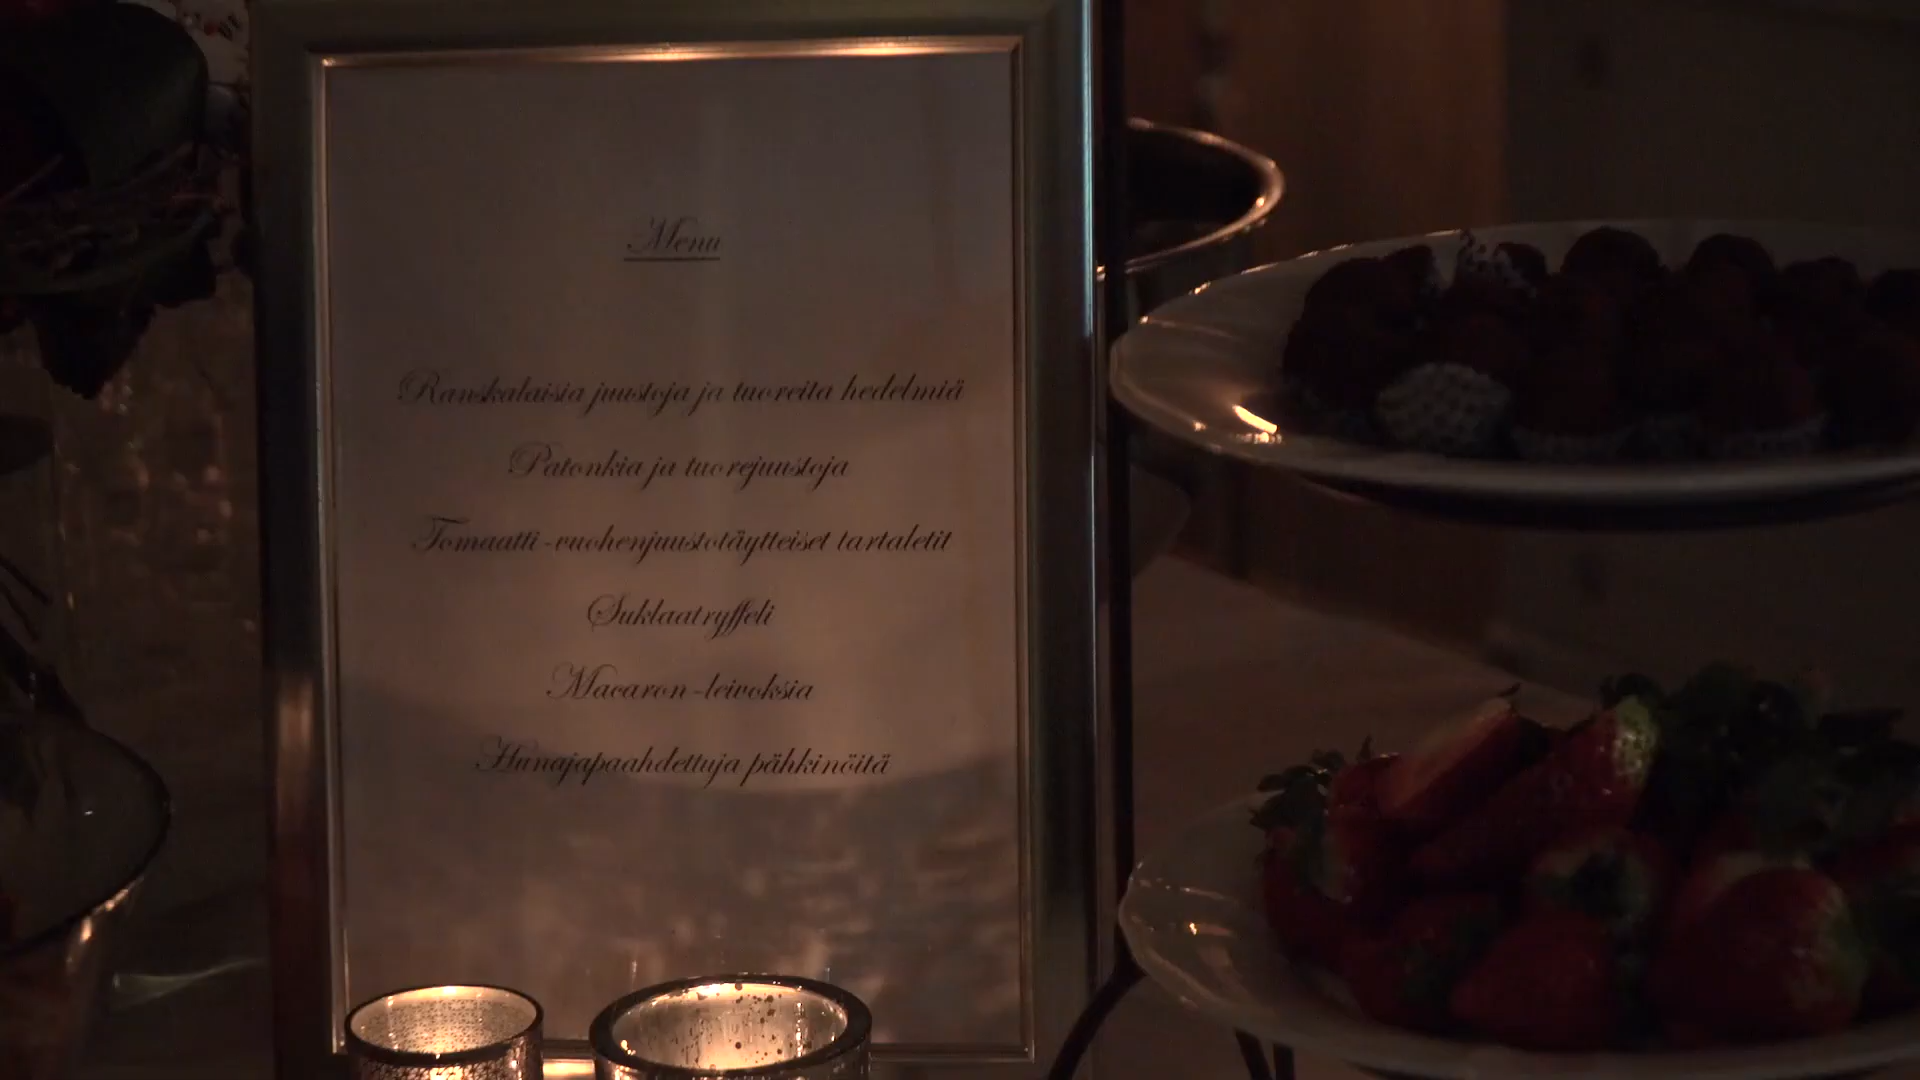 Menu
Ranskalaisia juustoja ja tuoreita hedelmiä
Patonkia ja tuorejuustoja
Tomaatti-vuohenjuustotäytteiset tartaletit
Suklaatryffeli
Macaron-leivoksia
Hunajapaahdettuja pähkinöitä